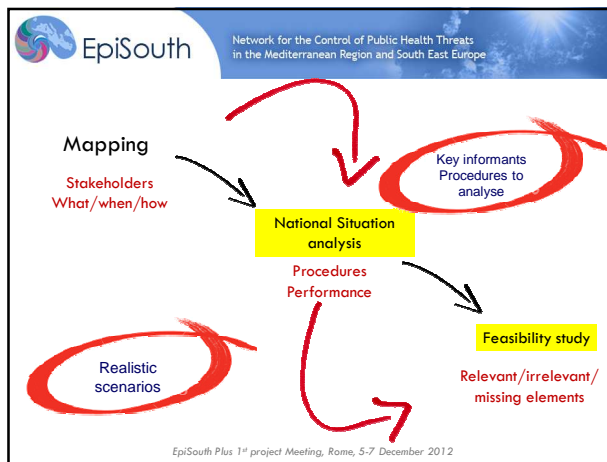 EpiSouth
Network for the Control of Public Health Threats
in the Mediterranean Region and South East Europe
Mapping
Stakeholders
What/when/how
Key informants
Procedures to
analyse
National Situation
analysis
Procedures
Performance
Feasibility study
Relevant/irrelevant/
missing elements
Realistic
scenarios
EpiSouth Plus 1st project Meeting, Rome, 5-7 December 2012